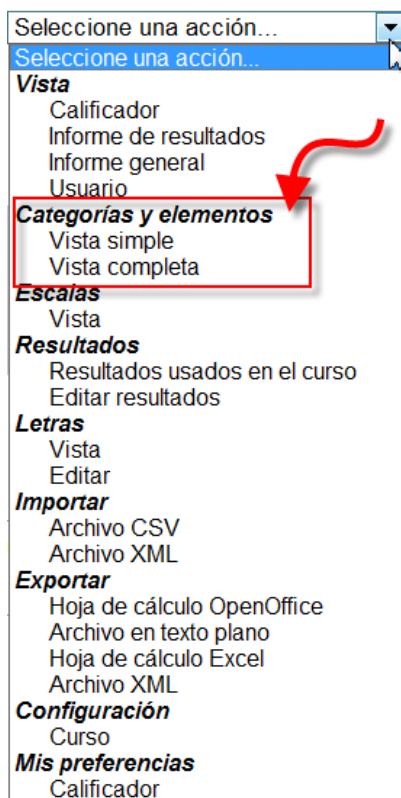 Seleccione una acción...
Seleccione una acción...
Vista
Calificador
Informe de resultados
Informe general
Usuario
Categorías y elementos
Vista simple
Vista completa
Escalas
Vista
Resultados
Resultados usados en el curso
Editar resultados
Letras
Vista
Editar
Importar
Archivo CSV
Archivo XML
Exportar
Hoja de cálculo OpenOffice
Archivo en texto plano
Hoja de cálculo Excel
Archivo XML
Configuración
Curso
Mis preferencias
Calificador